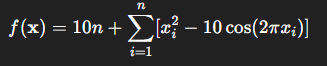 f(x) = 10n + ∑_{i=1}^{n} [x_i^2 − 10 cos(2πx_i)]